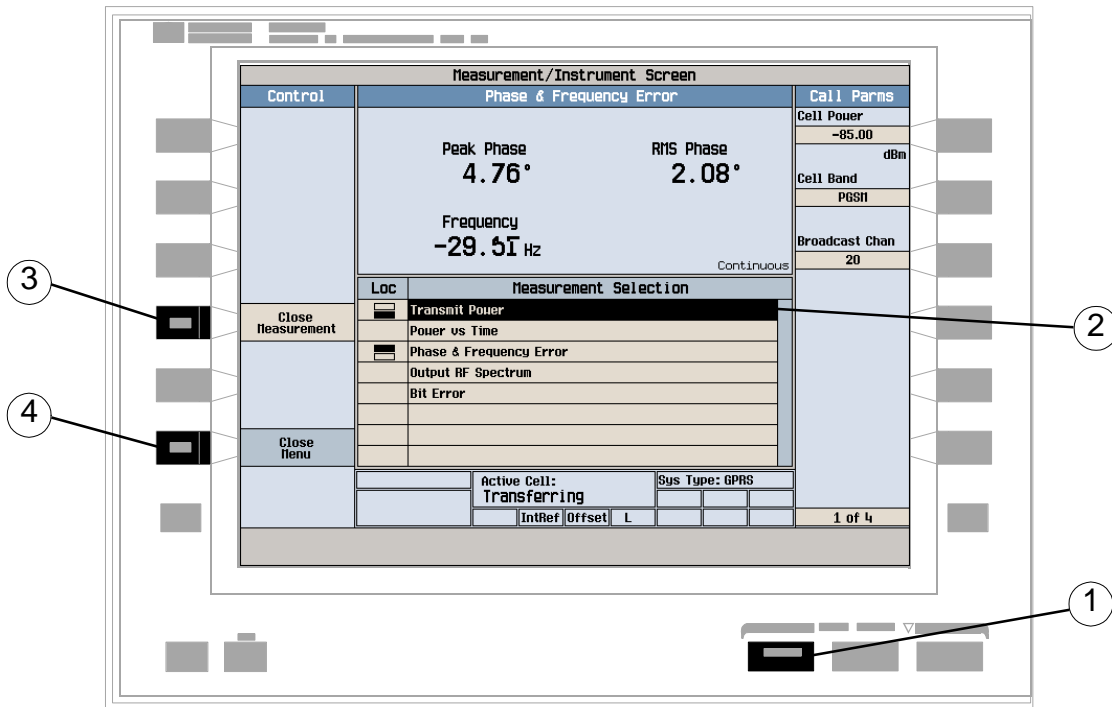 Measurement/Instrument Screen
Control
Phase & Frequency Error
Call Parms
Cell Power
-85.00
dBm
Cell Band
PGSM
Broadcast Chan
20
Peak Phase
4.76°
RMS Phase
2.08°
Frequency
Hz
Continuous
Loc
Measurement Selection
Transmit Power
Power vs Time
Phase & Frequency Error
Output RF Spectrum
Bit Error
Close
Measurement
Close
Menu
Active Cell:
Transferring
Sys Type: GPRS
IntRef
Offset
L
1 of 4
1
2
3
4